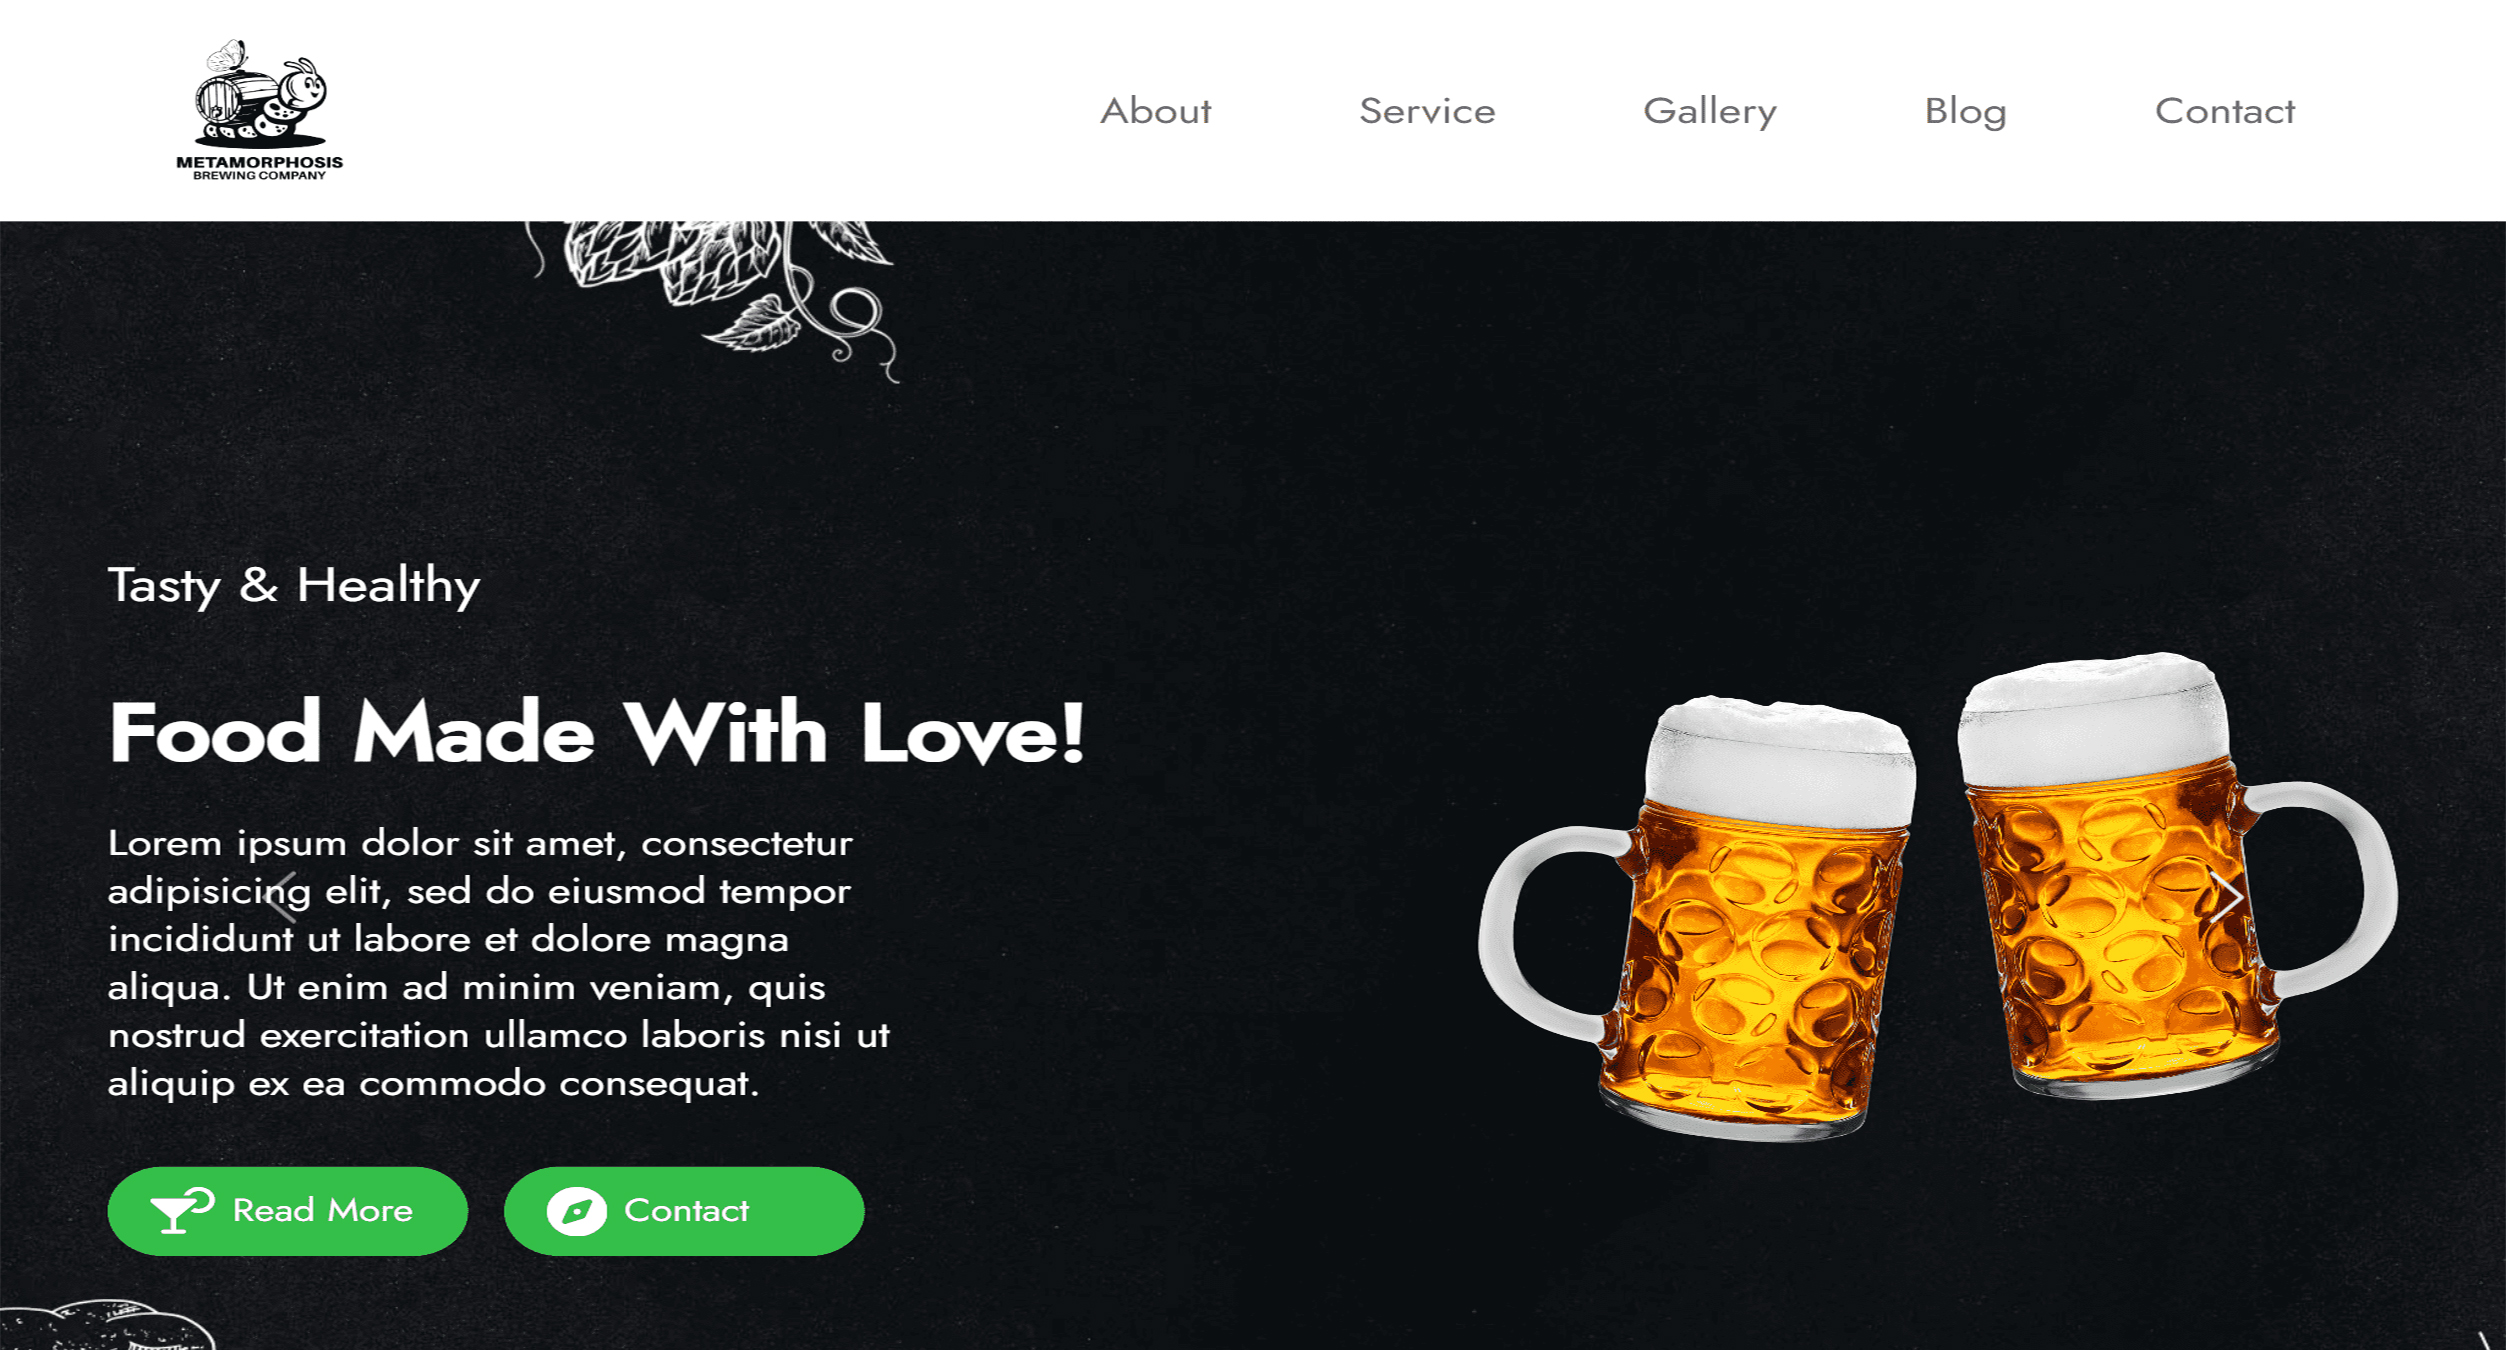 METAMORPHOSIS
BREWING COMPANY
About Service Gallery Blog Contact
Tasty & Healthy
Food Made With Love!
Lorem ipsum dolor sit amet, consectetur
adipisicing elit, sed do eiusmod tempor
incididunt ut labore et dolore magna
aliqua. Ut enim ad minim veniam, quis
nostrud exercitation ullamco laboris nisi ut
aliquip ex ea commodo consequat.
Read More Contact